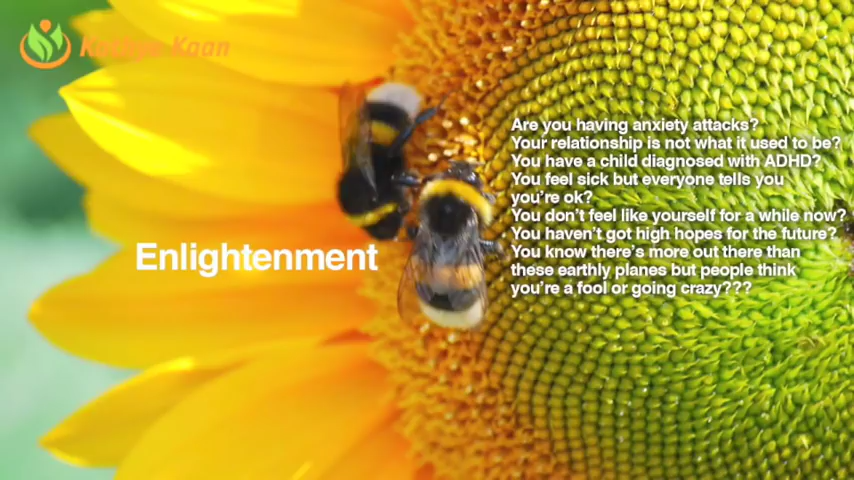 Kathye Kaan
Enlightenment
Are you having anxiety attacks?
Your relationship is not what it used to be?
You have a child diagnosed with ADHD?
You feel sick but everyone tells you
you're ok?
You don't feel like yourself for a while now?
You haven't got high hopes for the future?
You know there's more out there than
these earthly planes but people think
you're a fool or going crazy???